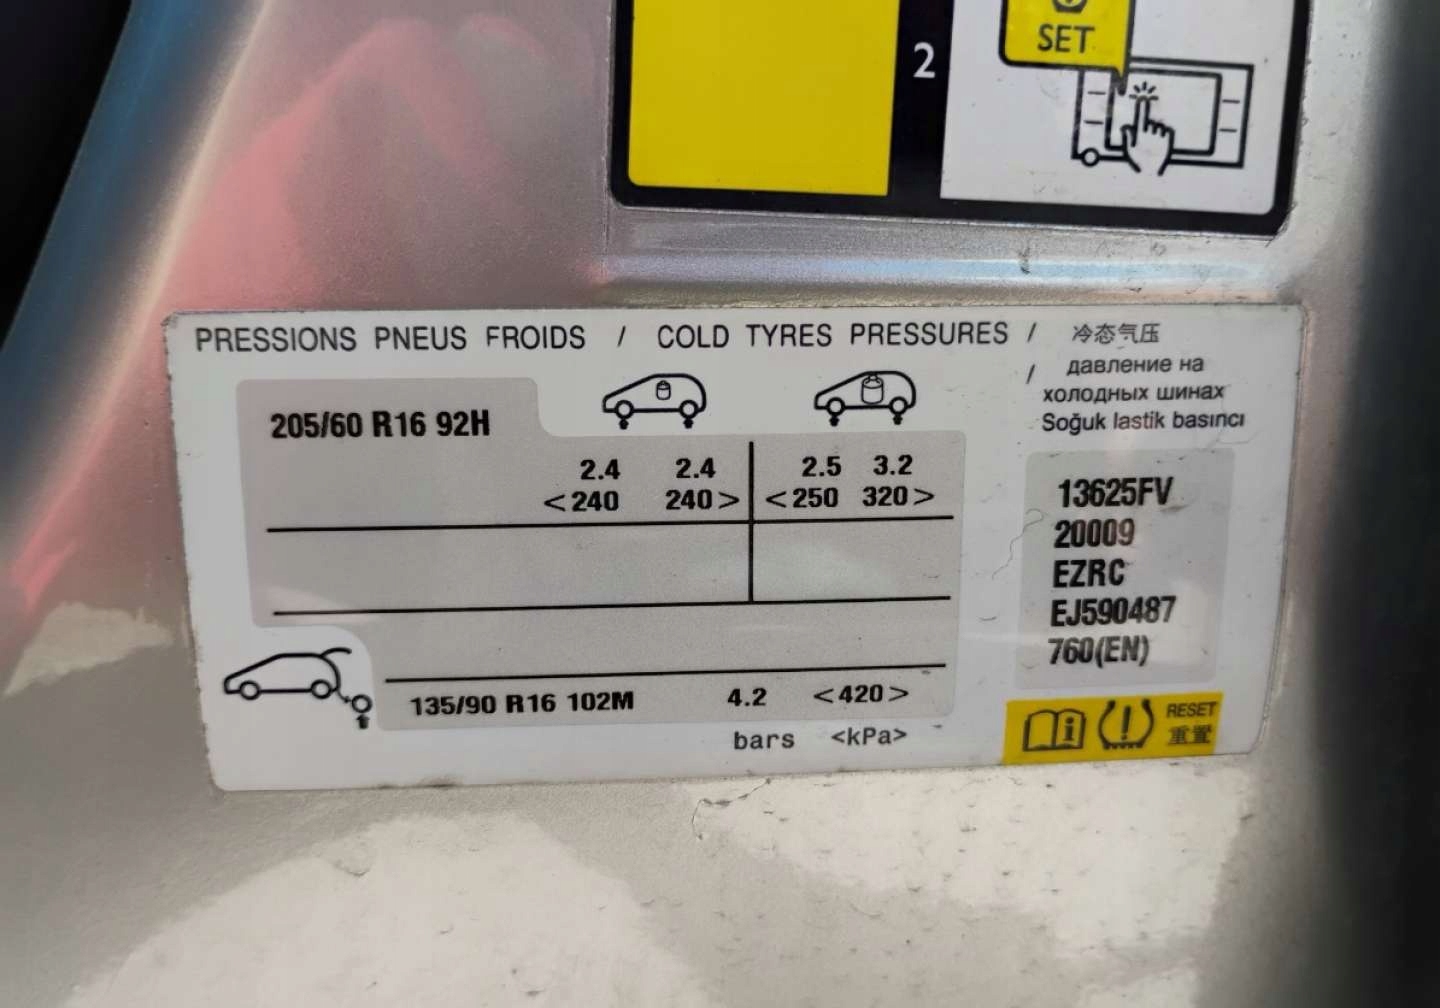 2
SET
PRESSIONS PNEUS FROIDS / COLD TYRES PRESSURES / 冷态气压
/ давление на
холодных шинах
Soğuk lastik basıncı
205/60 R16 92H
2.4 2.4 2.5 3.2
<240 240> <250 320>
13625FV
20009
EZRC
EJ590487
760(EN)
135/90 R16 102M 4.2 <420>
bars <kPa>
RESET
重置